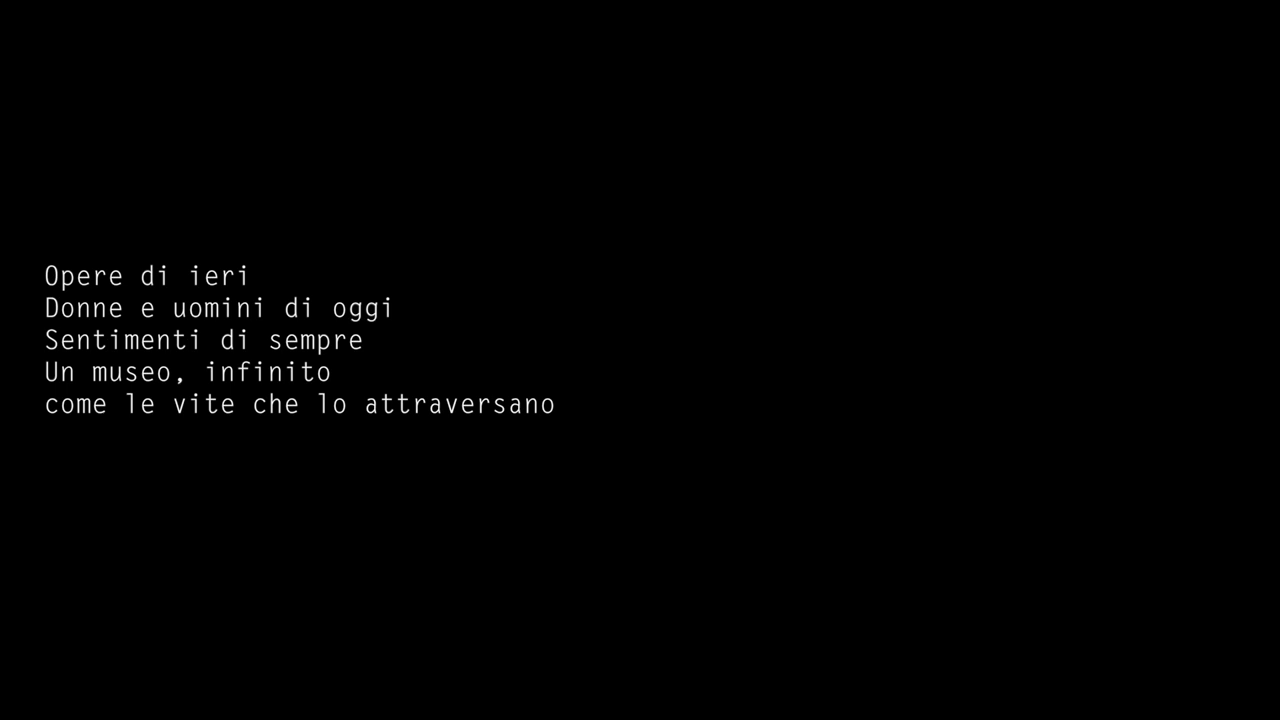 Opere di ieri
Donne e uomini di oggi
Sentimenti di sempre
Un museo, infinito
come le vite che lo attraversano